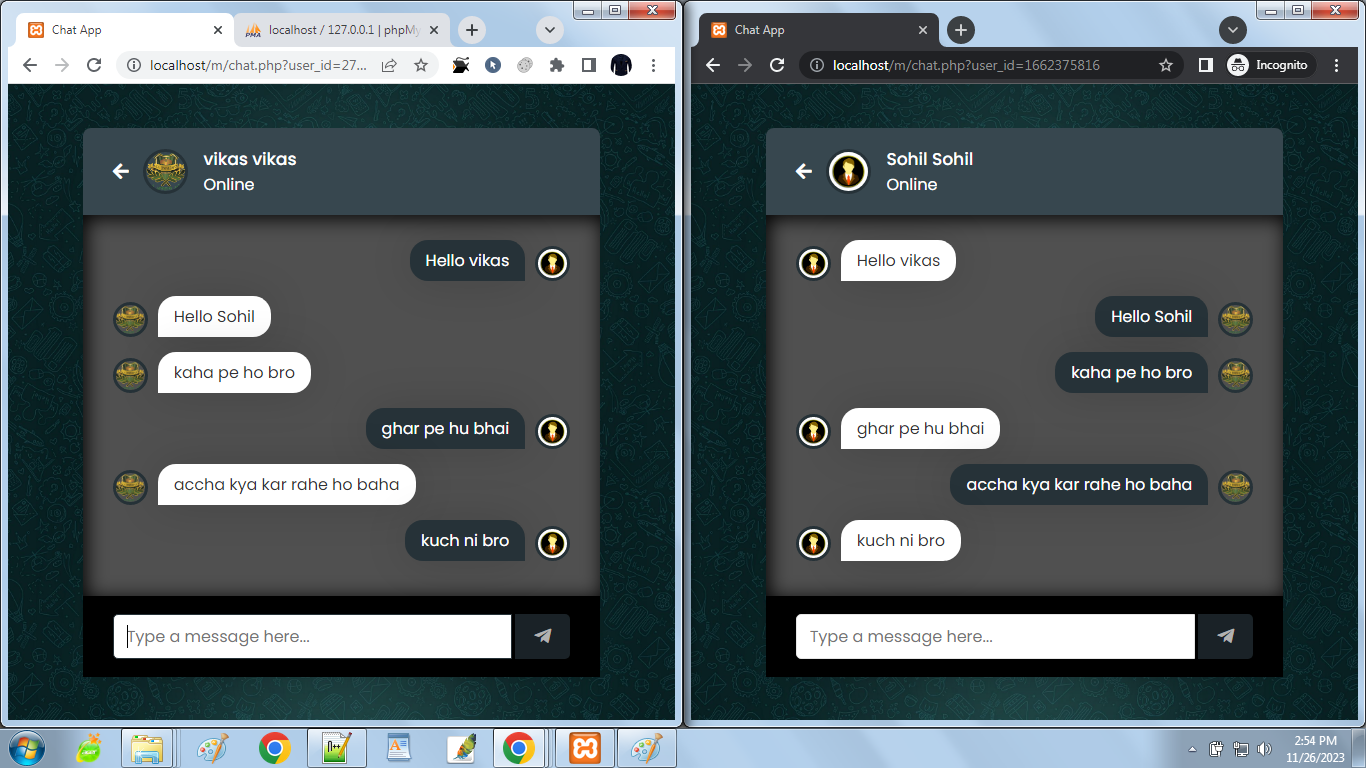 Chat App
localhost / 127.0.0.1 | phpMy
localhost/m/chat.php?user_id=27...
vikas vikas
Online
Hello vikas
Hello Sohil
kaha pe ho bro
ghar pe hu bhai
accha kya kar rahe ho baha
kuch ni bro
Type a message here...
Chat App
localhost/m/chat.php?user_id=1662375816
Incognito
Sohil Sohil
Online
Hello vikas
Hello Sohil
kaha pe ho bro
ghar pe hu bhai
accha kya kar rahe ho baha
kuch ni bro
Type a message here...
2:54 PM
11/26/2023